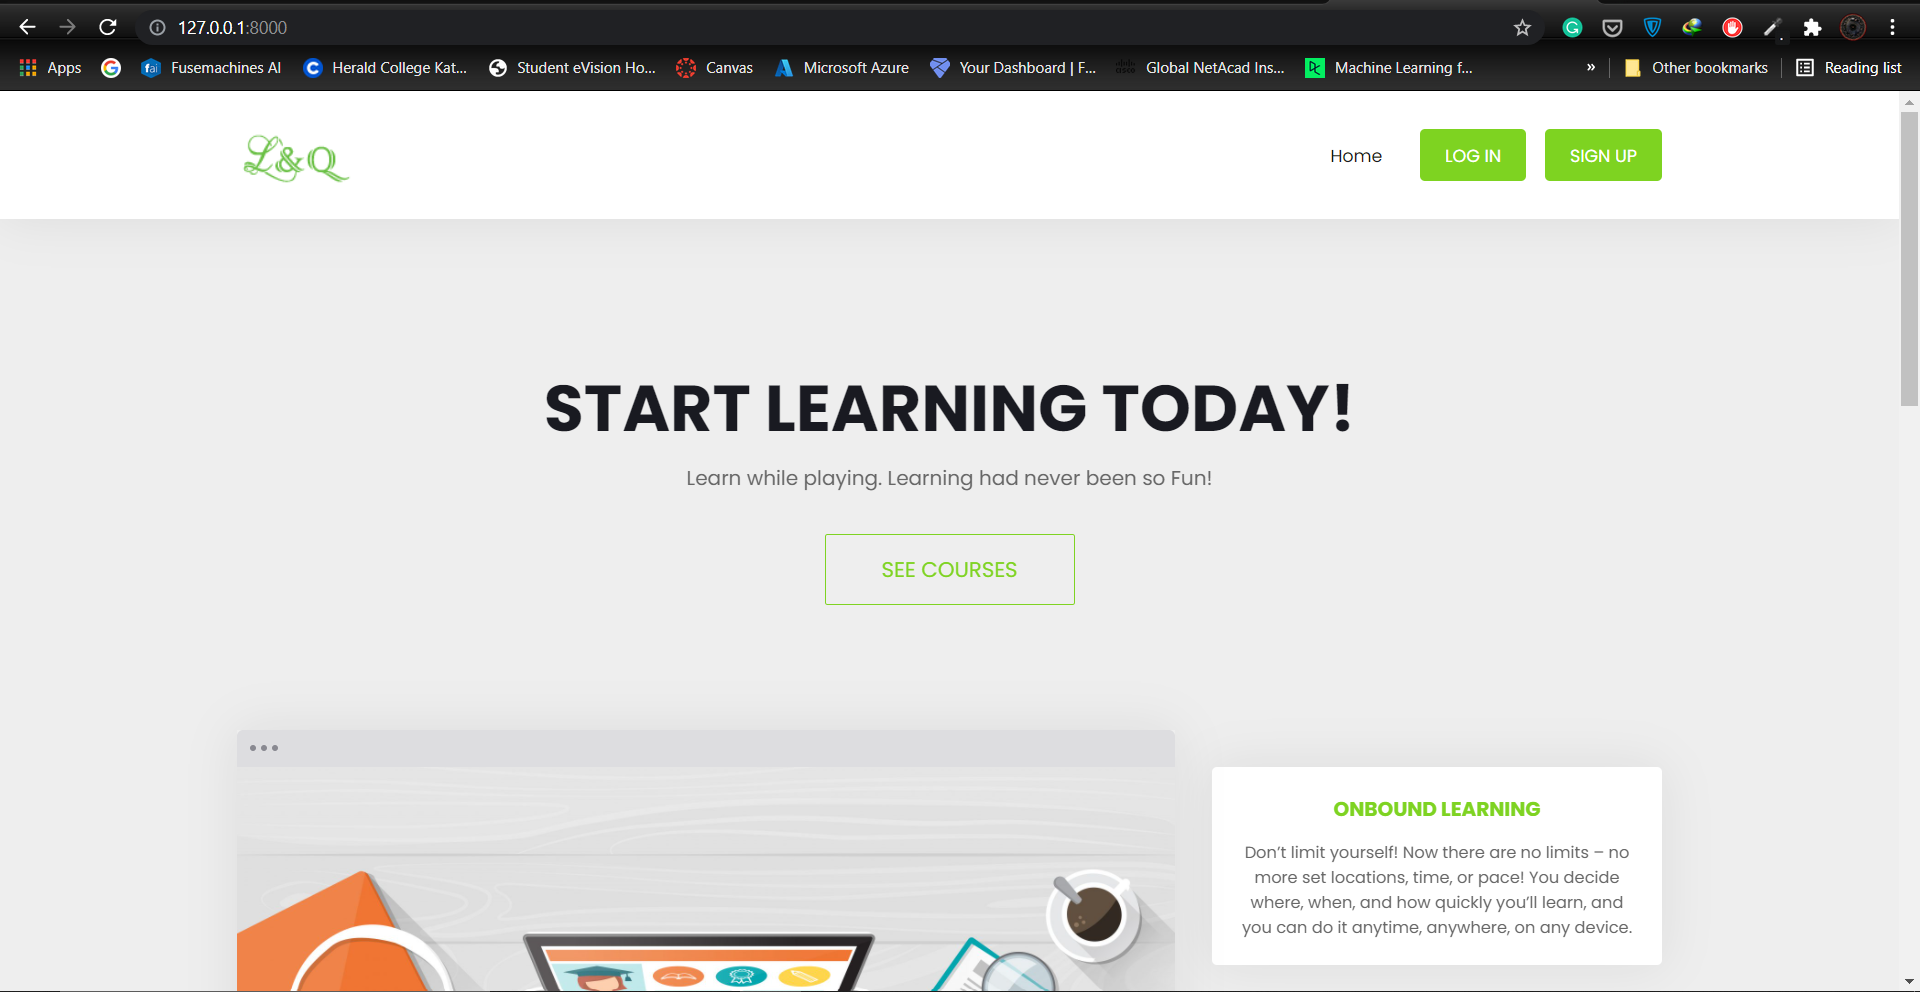 127.0.0.1:8000
Apps
Fusemachines AI
Herald College Kat...
Student eVision Ho...
Canvas
Microsoft Azure
Your Dashboard | F...
Global NetAcad Ins...
Machine Learning f...
»
Other bookmarks
Reading list
L&Q
Home
LOG IN
SIGN UP
START LEARNING TODAY!
Learn while playing. Learning had never been so Fun!
SEE COURSES
ONBOUND LEARNING
Don’t limit yourself! Now there are no limits – no
more set locations, time, or pace! You decide
where, when, and how quickly you’ll learn, and
you can do it anytime, anywhere, on any device.